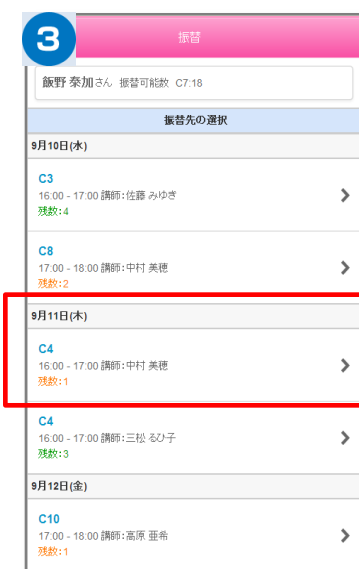 3
振替
飯野 泰加さん 振替可能数 C7:18
振替先の選択
9月10日(水)
C3
16:00 - 17:00 講師:佐藤 みゆき
残数:4
C8
17:00 - 18:00 講師:中村 美穂
残数:2
9月11日(木)
C4
16:00 - 17:00 講師:中村 美穂
残数:1
C4
16:00 - 17:00 講師:三松 るひ子
残数:3
9月12日(金)
C10
17:00 - 18:00 講師:高原 亜希
残数:1